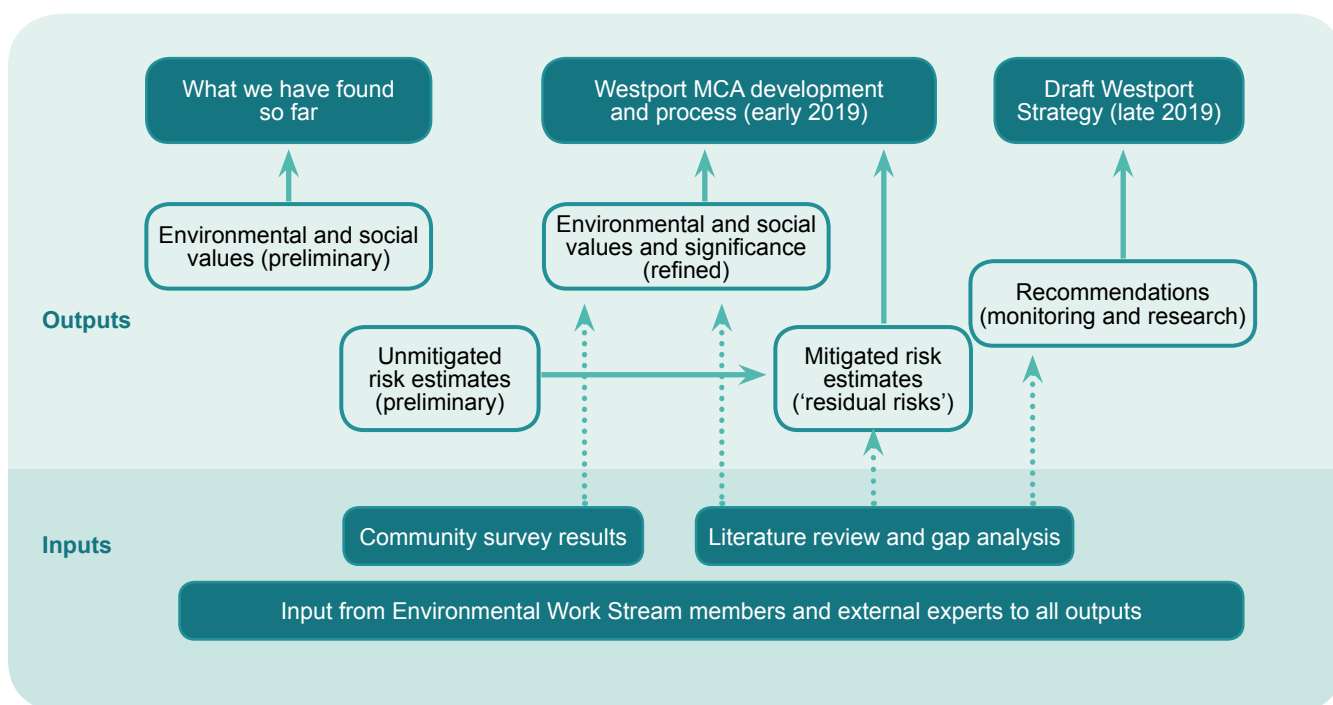 What we have found
so far
Westport MCA development
and process (early 2019)
Draft Westport
Strategy (late 2019)
Environmental and social
values (preliminary)
Environmental and social
values and significance
(refined)
Recommendations
(monitoring and research)
Outputs
Unmitigated
risk estimates
(preliminary)
Mitigated risk
estimates
(‘residual risks’)
Inputs
Community survey results
Literature review and gap analysis
Input from Environmental Work Stream members and external experts to all outputs